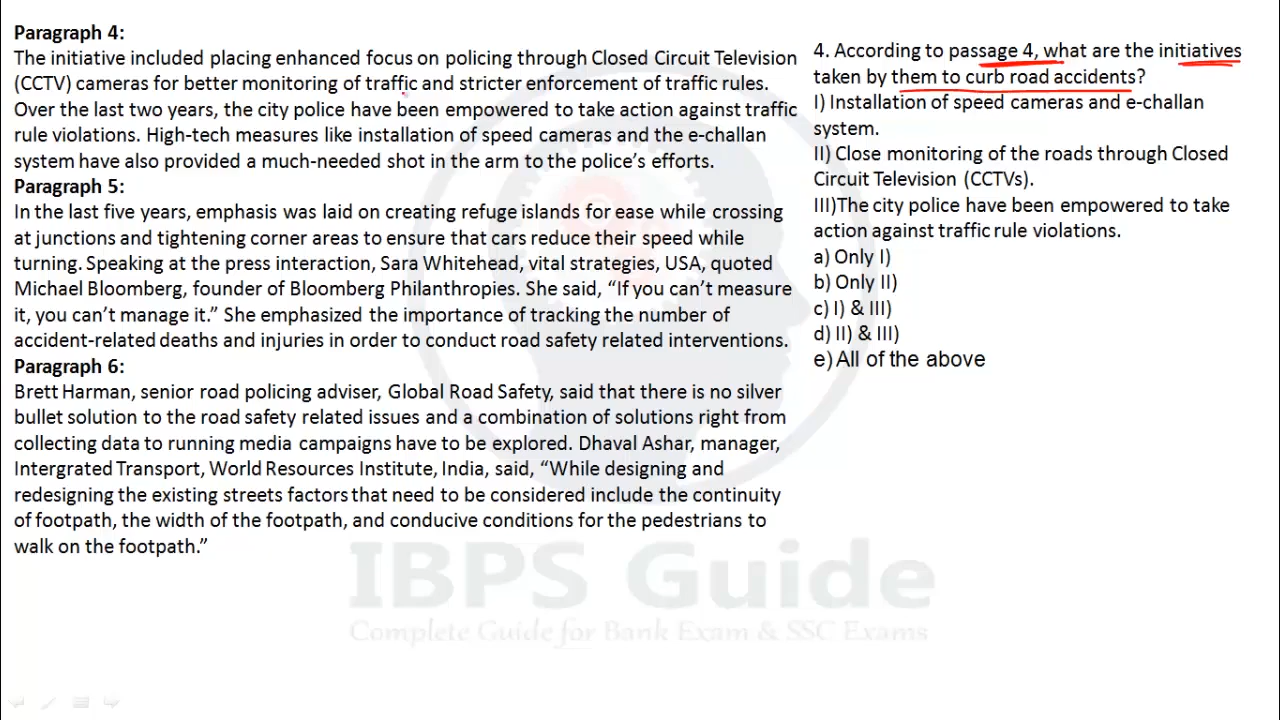 Paragraph 4:
The initiative included placing enhanced focus on policing through Closed Circuit Television
(CCTV) cameras for better monitoring of traffic and stricter enforcement of traffic rules.
Over the last two years, the city police have been empowered to take action against traffic
rule violations. High-tech measures like installation of speed cameras and the e-challan
system have also provided a much-needed shot in the arm to the police's efforts.
Paragraph 5:
In the last five years, emphasis was laid on creating refuge islands for ease while crossing
at junctions and tightening corner areas to ensure that cars reduce their speed while
turning. Speaking at the press interaction, Sara Whitehead, vital strategies, USA, quoted
Michael Bloomberg, founder of Bloomberg Philanthropies. She said, “If you can't measure
it, you can't manage it.” She emphasized the importance of tracking the number of
accident-related deaths and injuries in order to conduct road safety related interventions.
Paragraph 6:
Brett Harman, senior road policing adviser, Global Road Safety, said that there is no silver
bullet solution to the road safety related issues and a combination of solutions right from
collecting data to running media campaigns have to be explored. Dhaval Ashar, manager,
Intergrated Transport, World Resources Institute, India, said, “While designing and
redesigning the existing streets factors that need to be considered include the continuity
of footpath, the width of the footpath, and conducive conditions for the pedestrians to
walk on the footpath.”
4. According to passage 4, what are the initiatives
taken by them to curb road accidents?
I) Installation of speed cameras and e-challan
system.
II) Close monitoring of the roads through Closed
Circuit Television (CCTVs).
III)The city police have been empowered to take
action against traffic rule violations.
a) Only I)
b) Only II)
c) I) & III)
d) II) & III)
e) All of the above
IBPS Guide
Complete Guide for Bank Exam & SSC Exams